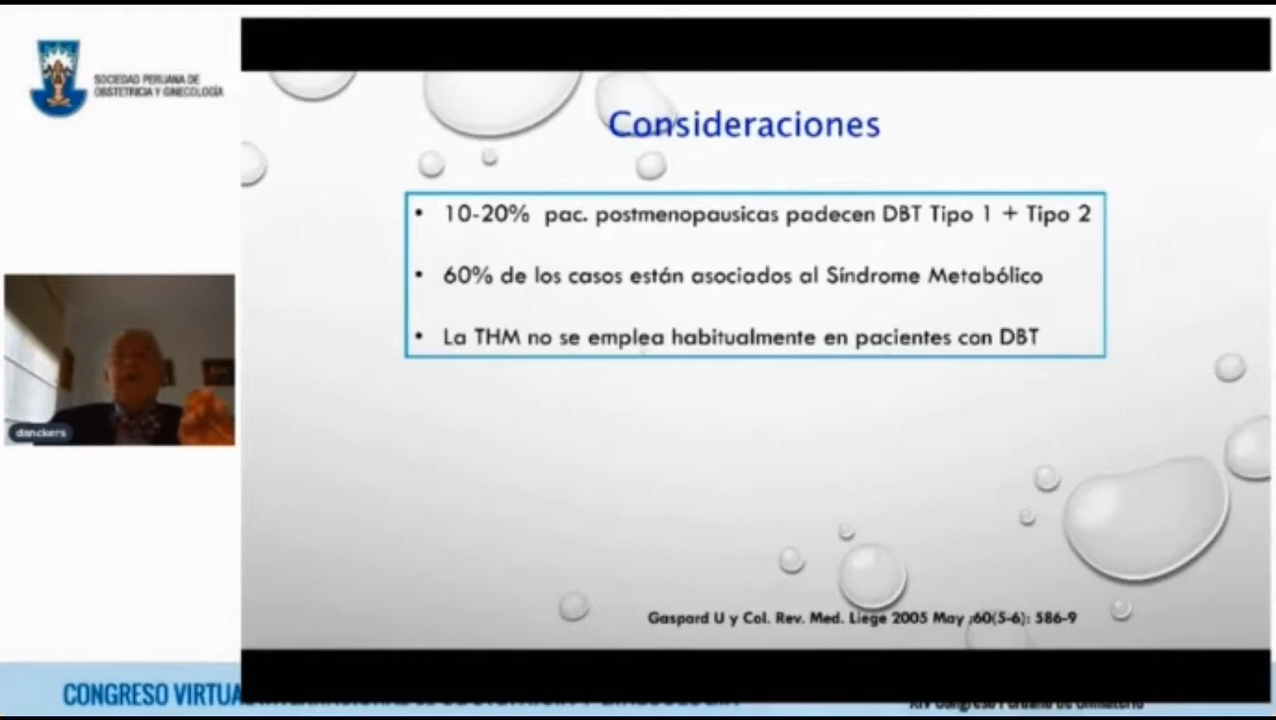 SOCIEDAD PERUANA DE
OBSTETRICIA Y GINECOLOGÍA
Consideraciones
• 10-20% pac. postmenopausicas padecen DBT Tipo 1 + Tipo 2
• 60% de los casos están asociados al Síndrome Metabólico
• La THM no se emplea habitualmente en pacientes con DBT
danckers
Gaspard U y Col. Rev. Med. Liege 2005 May ;60(5-6): 586-9
CONGRESO VIRTUA